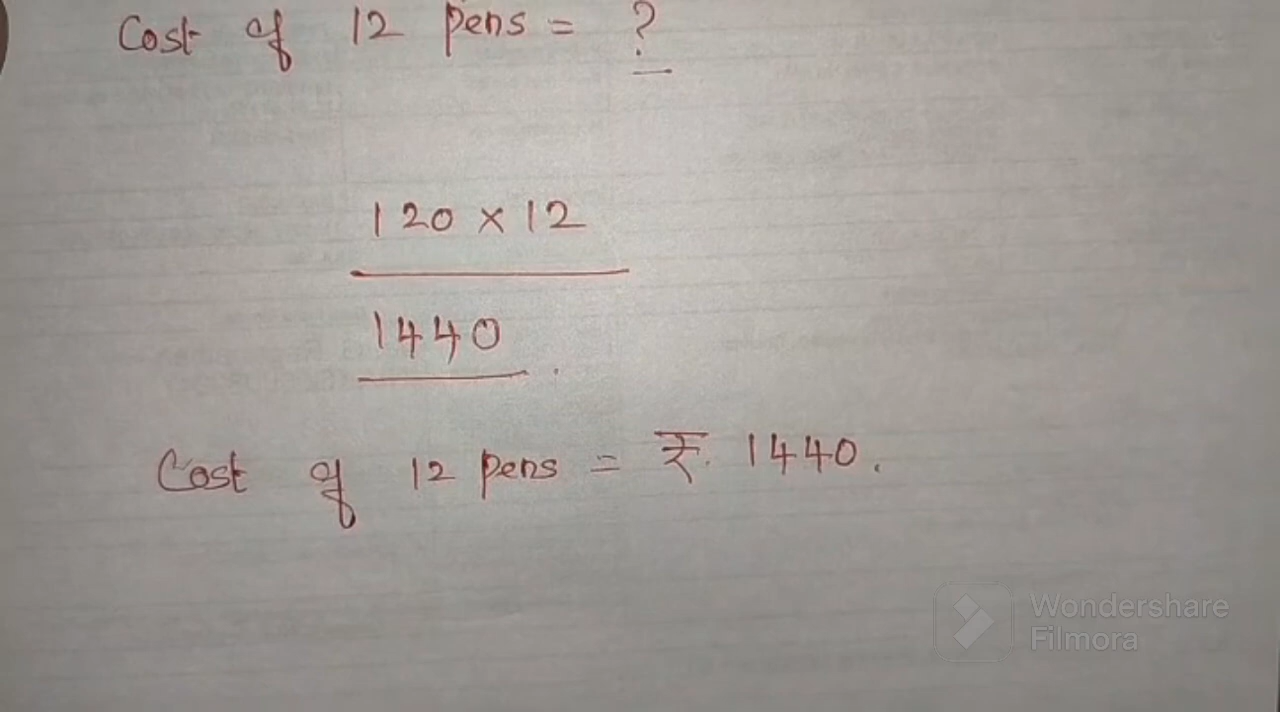 Cost of 12 pens = ?
120 × 12
1440
Cost of 12 pens = ₹. 1440.
Wondershare
Filmora